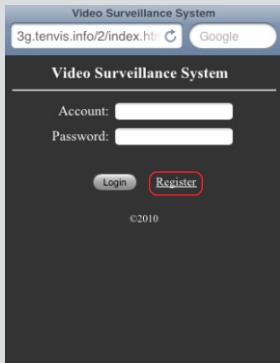 Video Surveillance System
3g.tenvis.info/2/index.htm
Google
Video Surveillance System
Account:
Password:
Login
Register
©2010